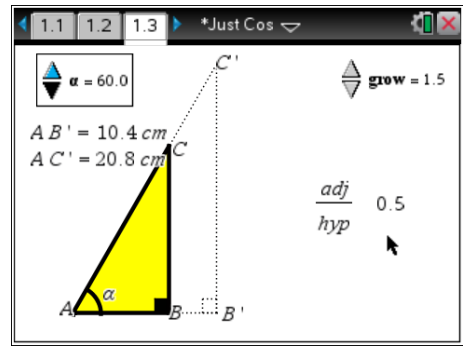 1.1 1.2 1.3 *Just Cos
α = 60.0
grow = 1.5
C'
A B' = 10.4 cm
A C' = 20.8 cm
C
adj
hyp
0.5
A
α
B
B'